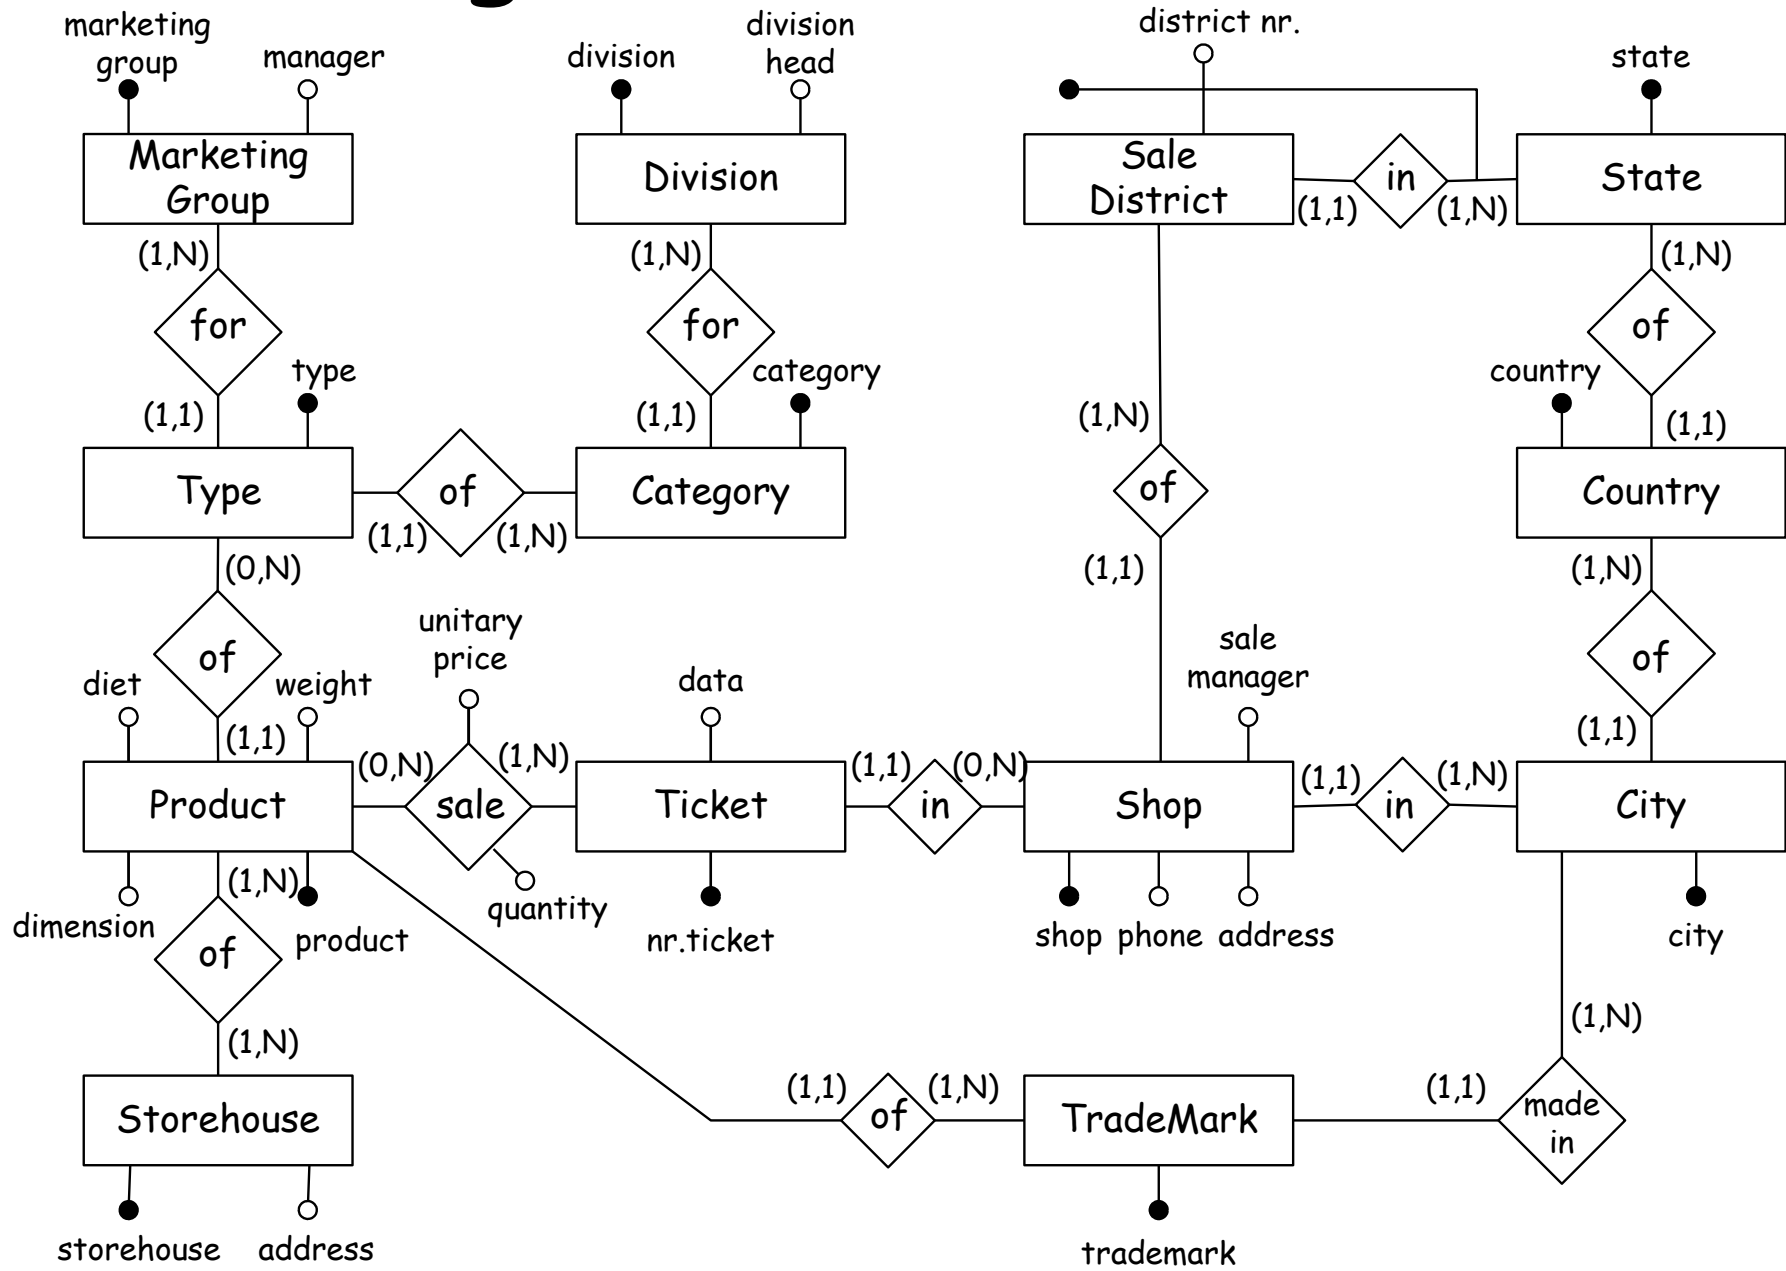 marketing
group
manager
division
division
head
district nr.
state
Marketing
Group
Division
Sale
District
in
State
(1,1)
(1,N)
(1,N)
(1,N)
(1,N)
for
for
of
type
category
country
(1,1)
(1,1)
(1,N)
(1,1)
Type
of
Category
of
Country
(1,1)
(1,N)
(0,N)
(1,1)
(1,N)
of
unitary
price
sale
manager
of
diet
weight
data
(1,1)
(0,N)
(1,N)
(1,1)
(0,N)
(1,1)
(1,N)
(1,1)
Product
sale
Ticket
in
Shop
in
City
(1,N)
dimension
product
quantity
nr.ticket
shop
phone
address
city
of
(1,N)
(1,N)
(1,1)
(1,N)
(1,1)
Storehouse
of
TradeMark
made
in
storehouse
address
trademark